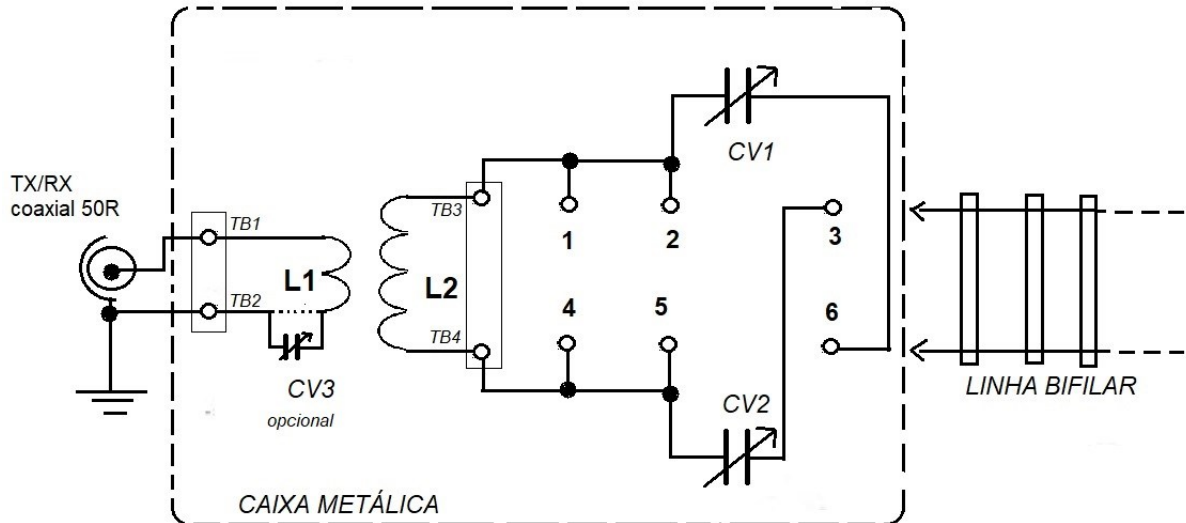 TX/RX
coaxial 50R
TB1
TB2
L1
CV3
opcional
L2
TB3
TB4
1
2
3
4
5
6
CV1
CV2
LINHA BIFILAR
CAIXA METÁLICA